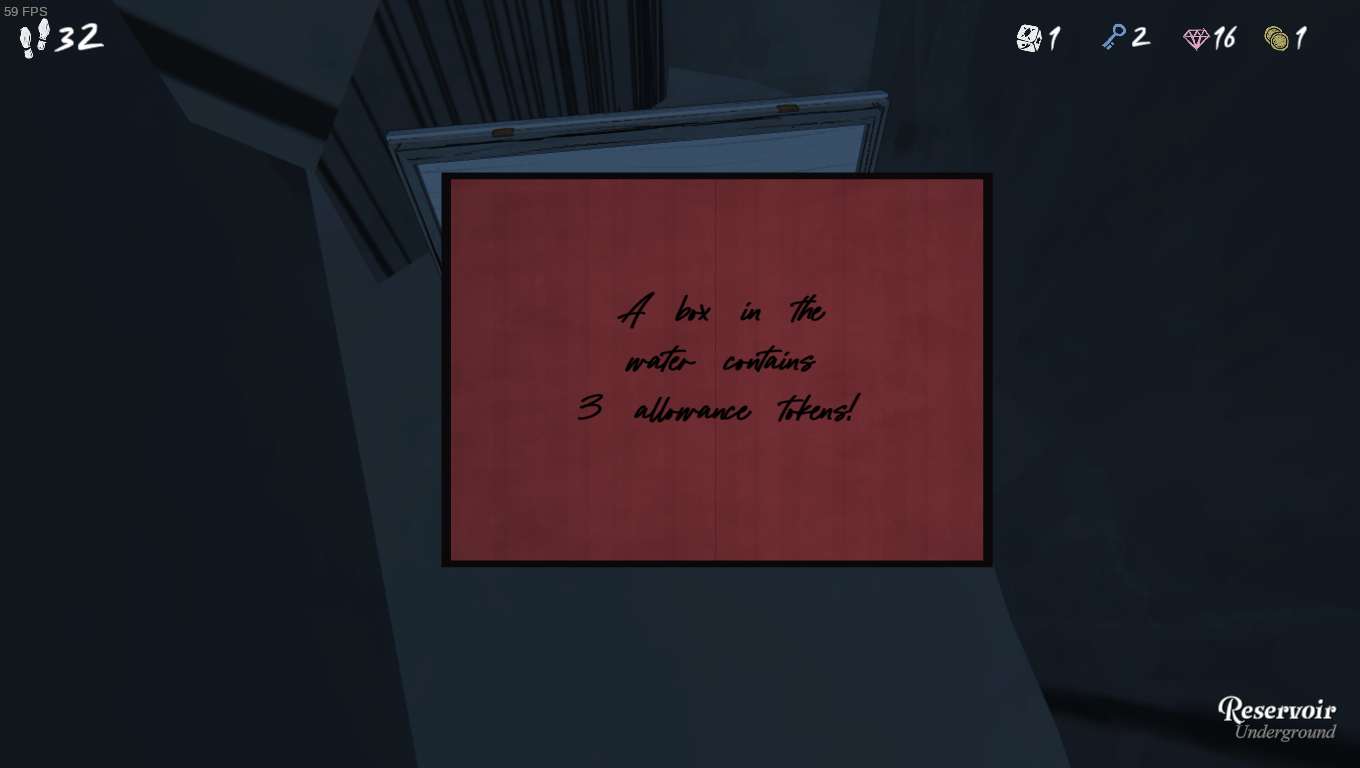 59 FPS
32
1
2
16
1
A box in the
water contains
3 allowance tokens!
Reservoir
Underground